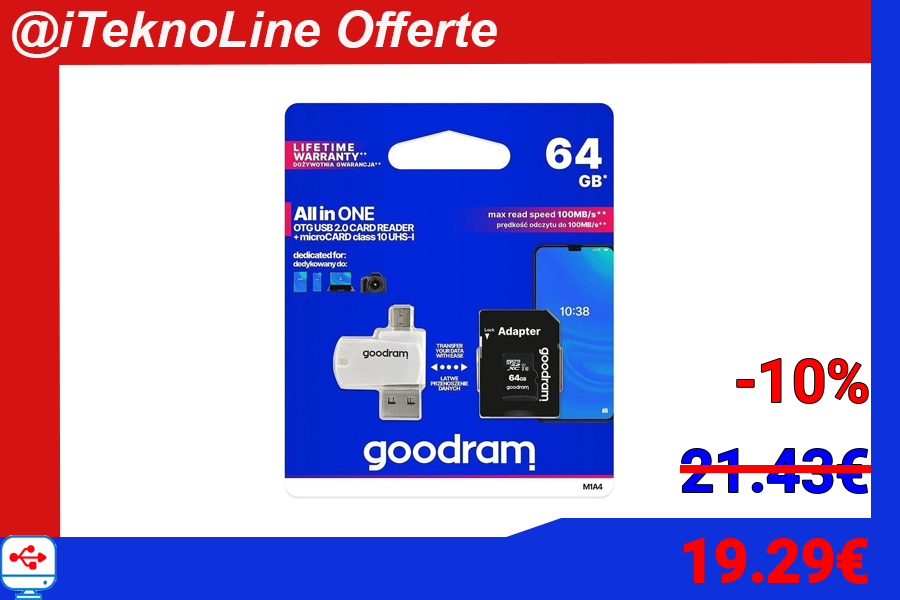 @iTeknoLine Offerte
LIFETIME
WARRANTY**
DOŻYWOTNIA GWARANCJA**
64
GB*
All in ONE
OTG USB 2.0 CARD READER
+ microCARD class 10 UHS-I
max read speed 100MB/s**
prędkość odczytu do 100MB/s**
dedicated for:
dedykowany do:
10:38
goodram
TRANSFER
YOUR DATA
WITH EASE
ŁATWE
PRZENOSZENIE
DANYCH
Lock
Adapter
micro
64GB
goodram
goodram
goodram
M1A4
-10%
21.43€
19.29€